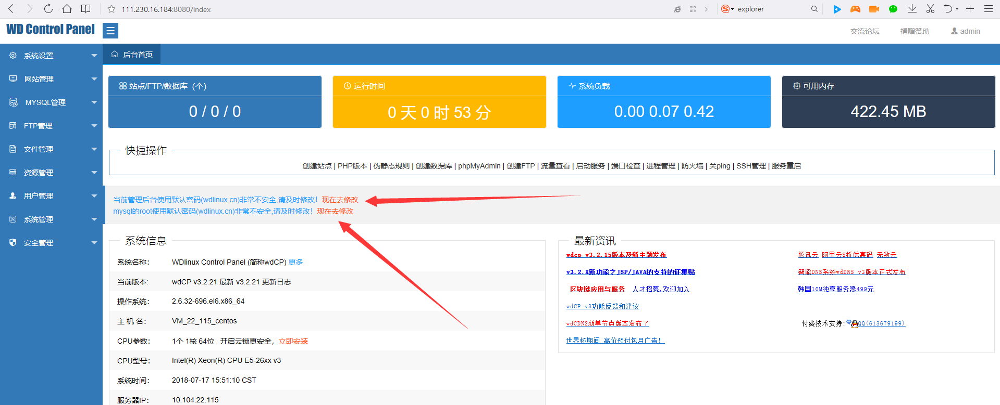 111.230.16.184:8080/index
explorer
WD Control Panel
交流论坛
捐赠赞助
admin
系统设置
网站管理
MYSQL管理
FTP管理
文件管理
资源管理
用户管理
系统管理
安全管理
后台首页
站点/FTP/数据库（个）
0 / 0 / 0
运行时间
0 天 0 时 53 分
系统负载
0.00 0.07 0.42
可用内存
422.45 MB
快捷操作
创建站点 | PHP版本 | 伪静态规则 | 创建数据库 | phpMyAdmin | 创建FTP | 流量查看 | 启动服务 | 端口检查 | 进程管理 | 防火墙 | 关ping | SSH管理 | 服务重启
当前管理后台使用默认密码(wdlinux.cn)非常不安全,请及时修改！现在去修改
mysql的root使用默认密码(wdlinux.cn)非常不安全,请及时修改！现在去修改
系统信息
系统名称： WDlinux Control Panel (简称wdCP) 更多
当前版本: wdCP v3.2.21 最新 v3.2.21 更新日志
操作系统： 2.6.32-696.el6.x86_64
主 机 名： VM_22_115_centos
CPU参数： 1个 1核 64位 开启云锁更安全，立即安装
CPU型号： Intel(R) Xeon(R) CPU E5-26xx v3
系统时间： 2018-07-17 15:51:10 CST
服务器IP： 10.104.22.115
最新资讯
wdcp v3.2.15版本及新主题发布
腾讯云 阿里云8折优惠码 无敌云
v3.2.X新功能之JSP/JAVA的支持的征集贴
智能DNS系统wdDNS v3版本正式发布
区块链应用与服务 人才招募,欢迎加入
韩国10M独享服务器499元
wdCP v3功能反馈和建议
wdCDN2新单节点版本发布了
付费技术支持:QQ(613679199)
世界杯期间 高价预付包月广告！